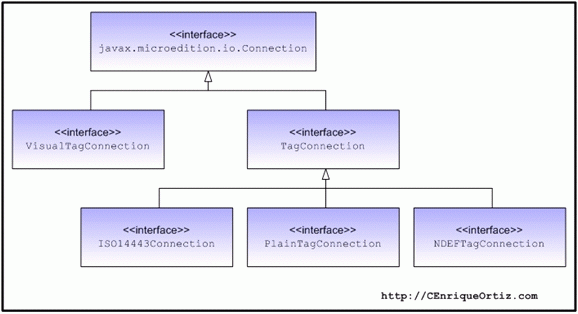 <<interface>>
javax.microedition.io.Connection
<<interface>>
VisualTagConnection
<<interface>>
TagConnection
<<interface>>
ISO14443Connection
<<interface>>
PlainTagConnection
<<interface>>
NDEFTagConnection
http://CEnriqueOrtiz.com